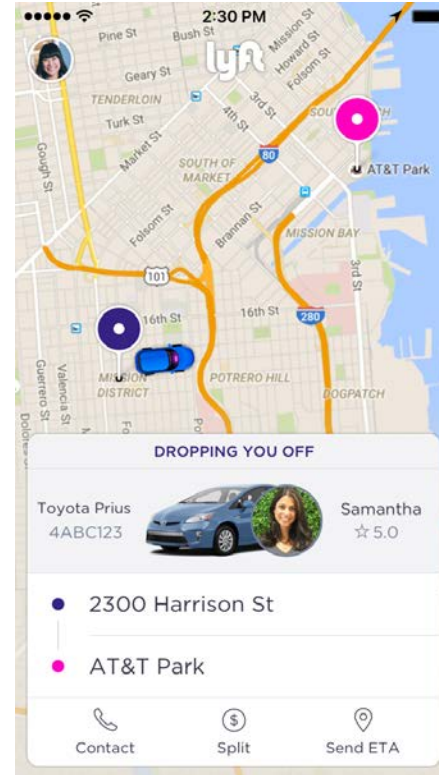 2:30 PM
Pine St
Bush St
Mission St
lyft
Howard St
Folsom St
Geary St
TENDERLOIN
Turk St
4th St
3rd St
Gough St
Market St
80
SOUTH OF
MARKET
AT&T Park
Folsom St
Brannan St
MISSION BAY
101
3rd St
16th St
16th St
280
Guerrero St
Valencia St
MISSION
DISTRICT
POTRERO HILL
DOGPATCH
DROPPING YOU OFF
Toyota Prius
4ABC123
Samantha
☆ 5.0
2300 Harrison St
AT&T Park
$
Contact
Split
Send ETA